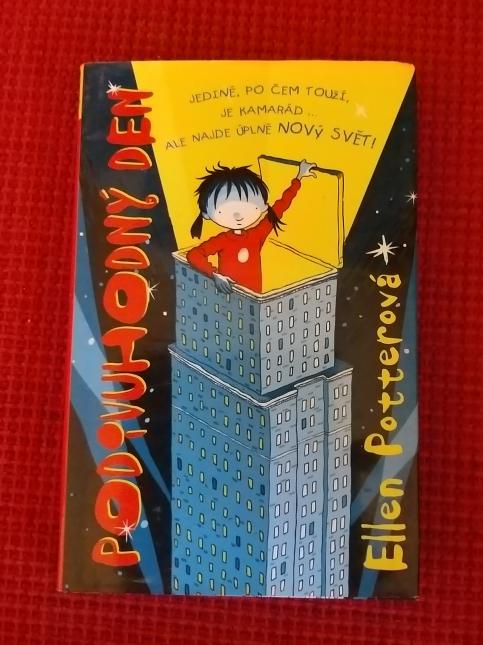 JEDINĚ, PO ČEM TOUŽÍ,
JE KAMARÁD...
ALE NAJDE ÚPLNĚ NOVÝ SVĚT!
PODIVUHODNÝ DEN
Ellen Potterová